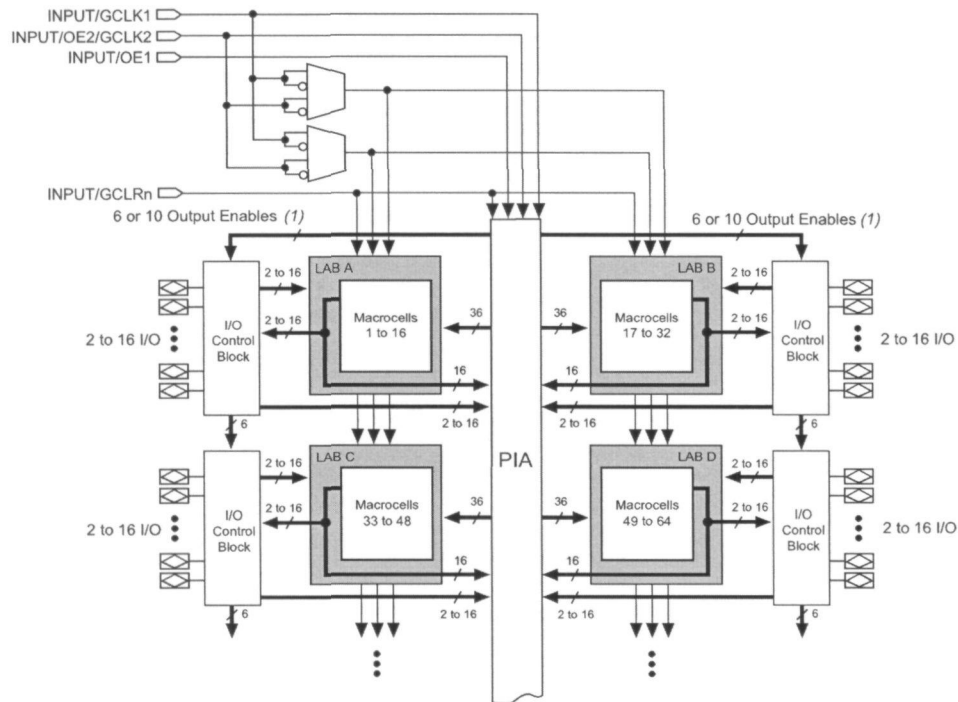 INPUT/GCLK1
INPUT/OE2/GCLK2
INPUT/OE1
INPUT/GCLRn
6 or 10 Output Enables (1)
6 or 10 Output Enables (1)
LAB A
LAB B
2 to 16
2 to 16
I/O
Control
Block
2 to 16
Macrocells
1 to 16
36
36
Macrocells
17 to 32
2 to 16
I/O
Control
Block
2 to 16 I/O
2 to 16 I/O
16
16
6
2 to 16
2 to 16
6
PIA
LAB C
LAB D
2 to 16
2 to 16
I/O
Control
Block
2 to 16
Macrocells
33 to 48
36
36
Macrocells
49 to 64
2 to 16
I/O
Control
Block
2 to 16 I/O
2 to 16 I/O
16
16
6
2 to 16
2 to 16
6